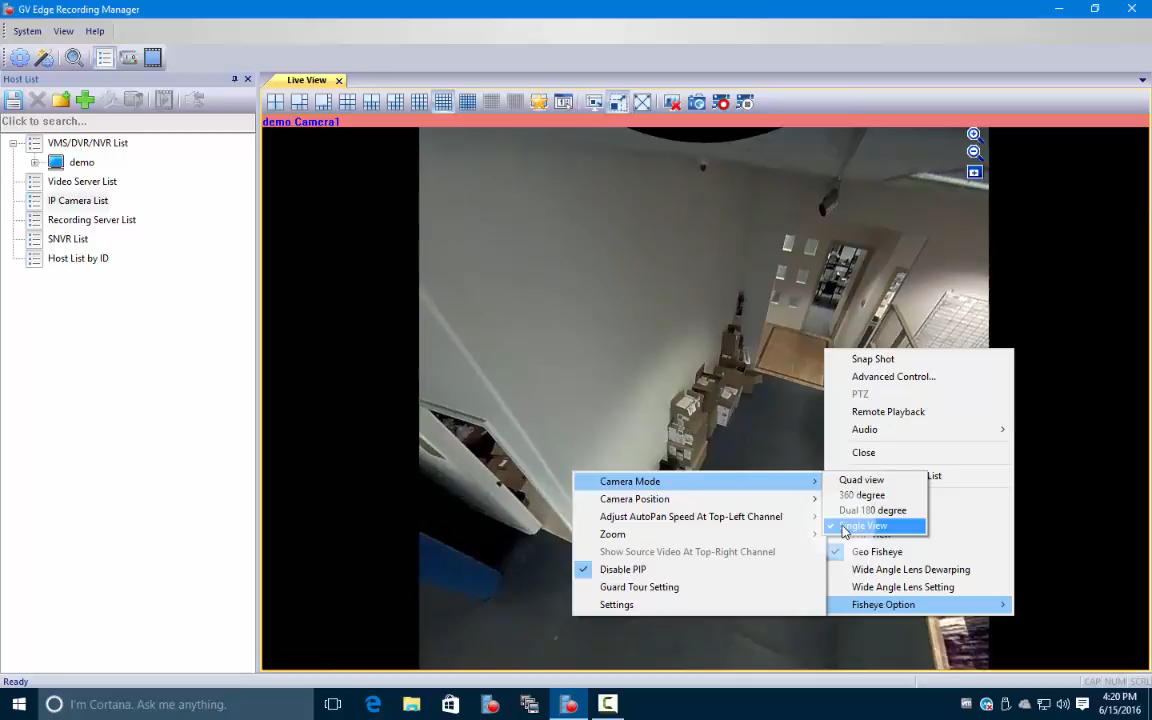 GV Edge Recording Manager
System View Help
Host List
Live View
Click to search...
demo Camera1
VMS/DVR/NVR List
demo
Video Server List
IP Camera List
Recording Server List
SNVR List
Host List by ID
Snap Shot
Advanced Control...
PTZ
Remote Playback
Audio
Close
List
Geo Fisheye
Wide Angle Lens Dewarping
Wide Angle Lens Setting
Fisheye Option
Camera Mode
Camera Position
Adjust AutoPan Speed At Top-Left Channel
Zoom
Show Source Video At Top-Right Channel
Disable PIP
Guard Tour Setting
Settings
Quad view
360 degree
Dual 180 degree
Single View
Ready
CAP NUM SCRL
I'm Cortana. Ask me anything.
4:20 PM
6/15/2016